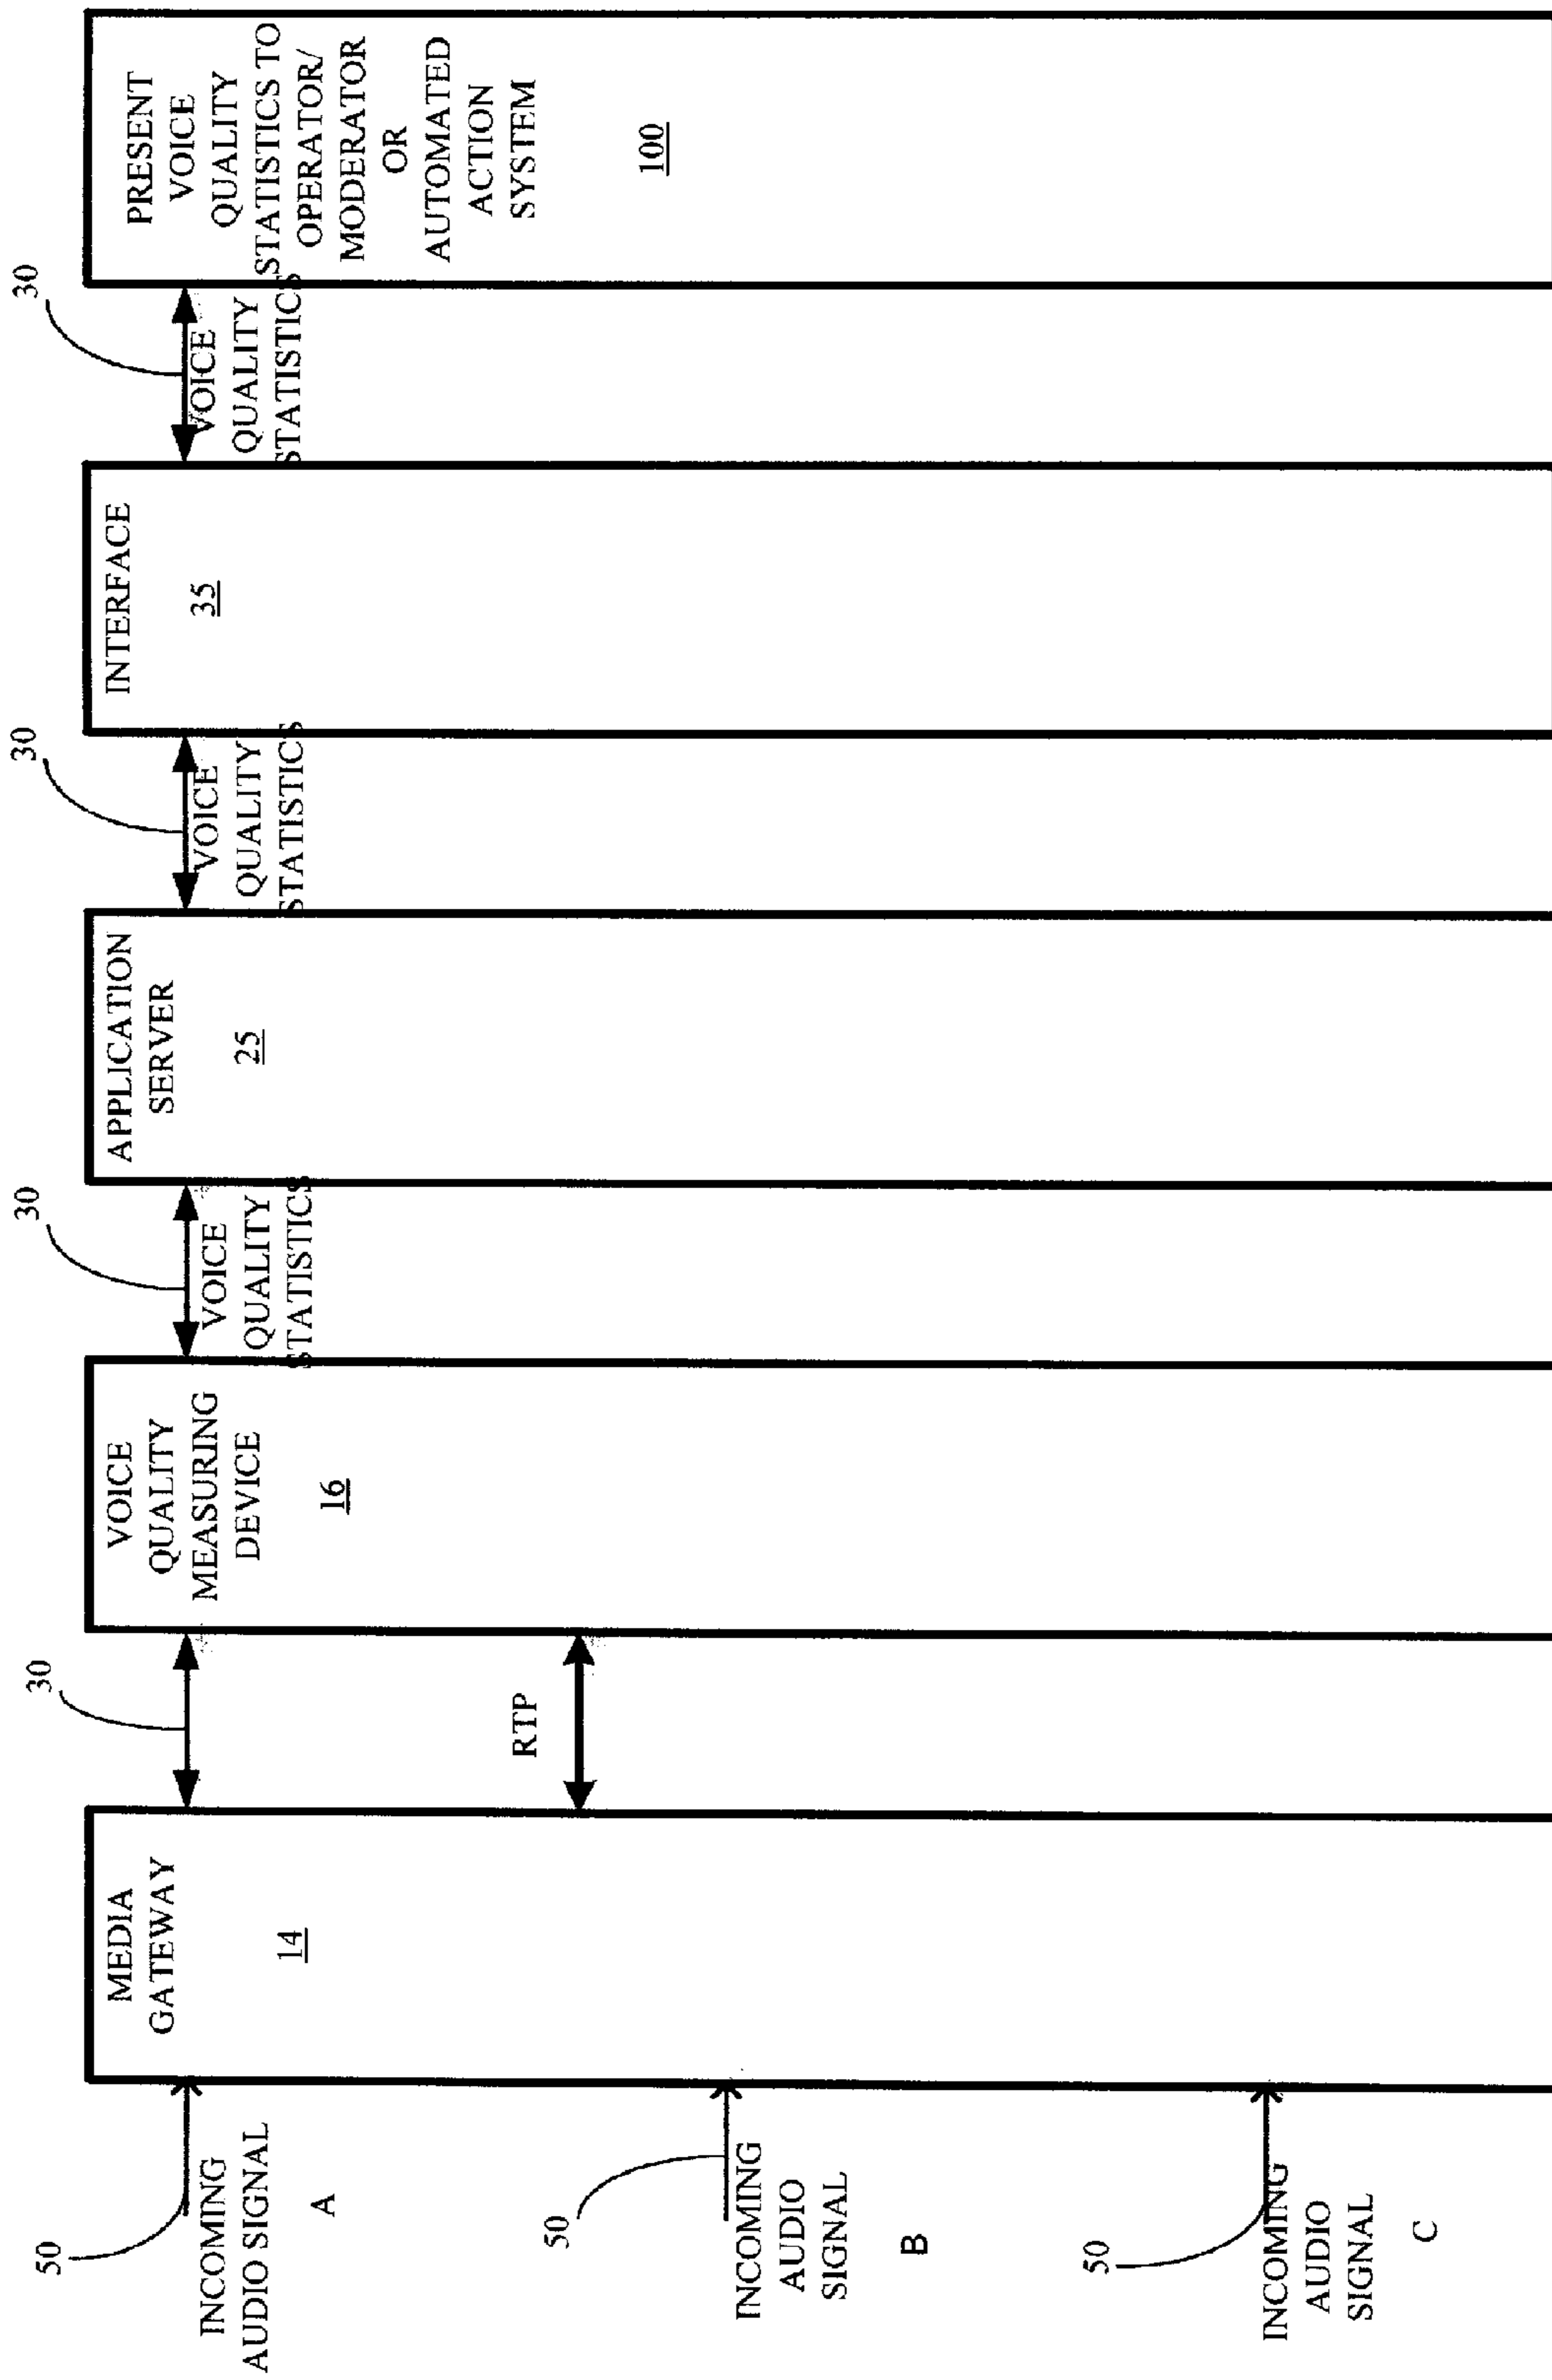 50
INCOMING
AUDIO SIGNAL
A
50
INCOMING
AUDIO
SIGNAL
B
50
INCOMING
AUDIO
SIGNAL
C
MEDIA
GATEWAY
14
30
RTP
VOICE
QUALITY
MEASURING
DEVICE
16
30
VOICE
QUALITY
STATISTICS
APPLICATION
SERVER
25
30
VOICE
QUALITY
STATISTICS
INTERFACE
35
30
VOICE
QUALITY
STATISTICS
PRESENT
VOICE
QUALITY
STATISTICS TO
OPERATOR/
MODERATOR
OR
AUTOMATED
ACTION
SYSTEM
100